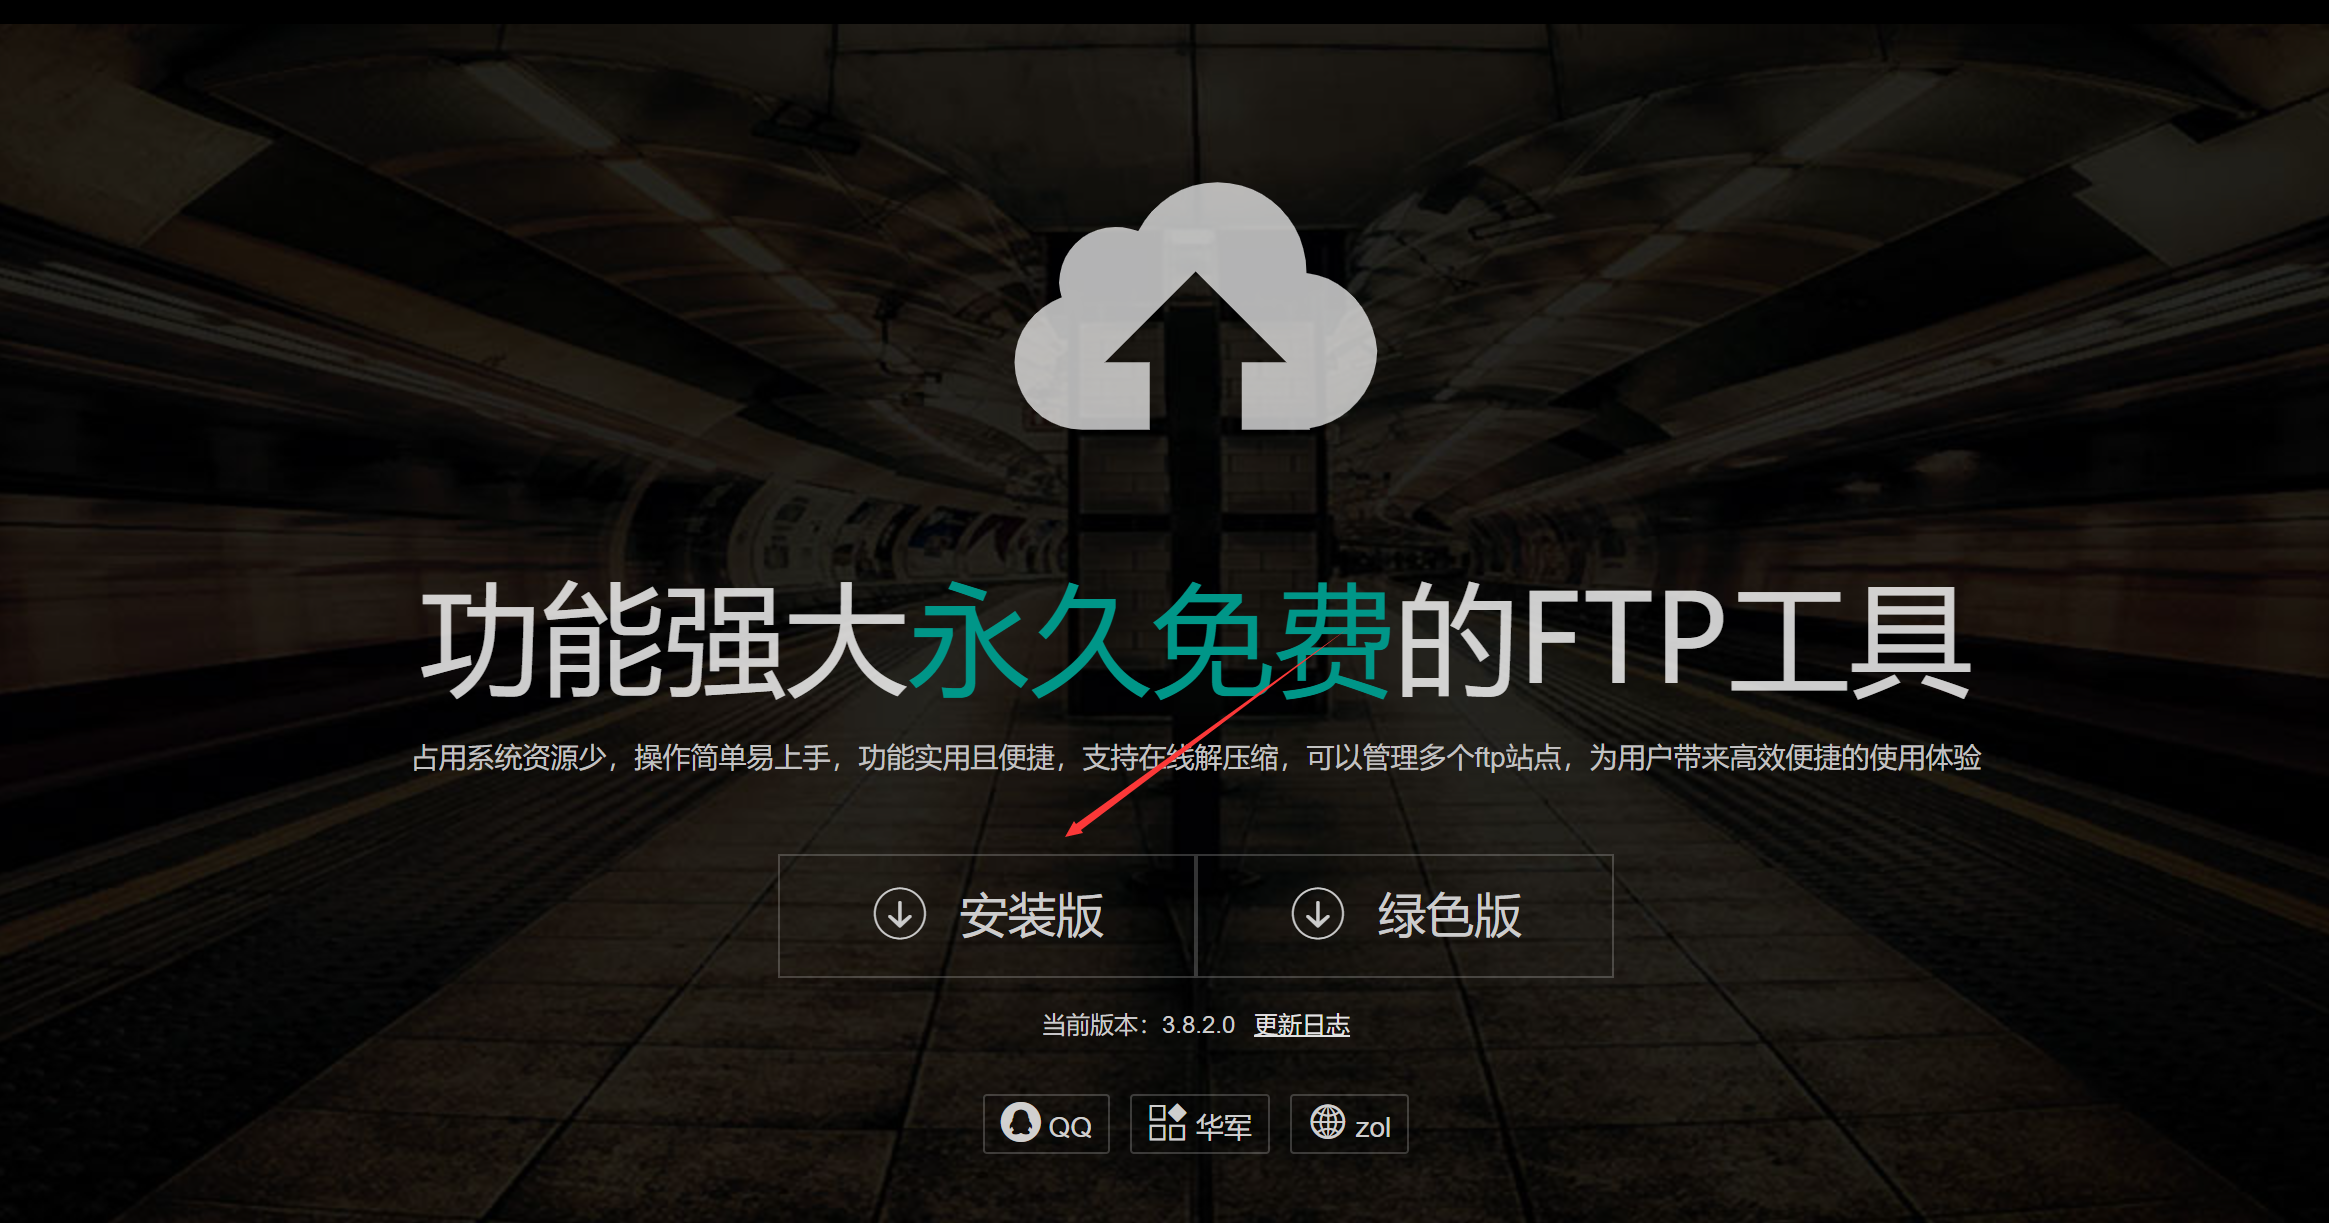 功能强大永久免费的FTP工具
占用系统资源少，操作简单易上手，功能实用且便捷，支持在线解压缩，可以管理多个ftp站点，为用户带来高效便捷的使用体验
安装版 绿色版
当前版本：3.8.2.0 更新日志
QQ 华军 zol